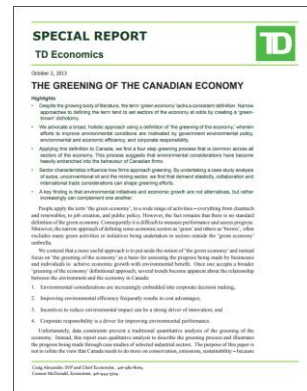 SPECIAL REPORT
TD Economics
TD
October 2, 2013
THE GREENING OF THE CANADIAN ECONOMY
Highlights
• Despite the growing body of literature, the term 'green economy' lacks a consistent definition. Narrow
approaches to defining the term tend to set sectors of the economy at odds by creating a 'green-
brown' dichotomy.
• We advocate a broad, holistic approach using a definition of 'the greening of the economy,' wherein
efforts to improve environmental conditions are motivated by government environmental policy,
environmental and economic efficiency, and corporate responsibility.
• Applying this definition to Canada, we find a four step greening process that is common across all
sectors of the economy. This process suggests that environmental considerations have become
heavily entrenched into the behaviour of Canadian firms.
• Sector characteristics influence how firms approach greening. By undertaking a case study analysis
of autos, unconventional oil and the mining sector, we find that demand elasticity, collaboration and
international trade considerations can shape greening efforts.
• A key finding is that environmental initiatives and economic growth are not alternatives, but rather
increasingly can complement one another.
People apply the term 'the green economy', to a wide range of activities – everything from cleantech
and renewables, to job creation, and public policy. However, the fact remains that there is no standard
definition of the green economy. Consequently it is difficult to measure performance and assess progress.
Moreover, the narrow approach of defining some economic sectors as 'green' and others as 'brown', often
excludes many green activities or initiatives being undertaken in sectors outside the 'green economy'
umbrella.
We contend that a more useful approach is to put aside the notion of 'the green economy' and instead
focus on 'the greening of the economy' as a basis for assessing the progress being made by businesses
and individuals to achieve economic growth with environmental benefit. Once one accepts a broader
'greening of the economy' definitional approach, several trends become apparent about the relationship
between the environment and the economy in Canada:
1. Environmental considerations are increasingly embedded into corporate decision making;
2. Improving environmental efficiency frequently results in cost advantages;
3. Incentives to reduce environmental impact can be a strong driver of innovation; and
4. Corporate responsibility is a driver for improving environmental performance.
Unfortunately, data constraints prevent a traditional quantitative analysis of the greening of the
economy. Instead, this report uses qualitative analysis to describe the greening process and illustrates
the progress being made through case studies of selected industrial sectors. The purpose of this paper is
not to refute the view that Canada needs to do more on conservation, emissions, sustainability – because
Craig Alexander, SVP and Chief Economist, 416-982-8064
Connor McDonald, Economist, 416-944-5729